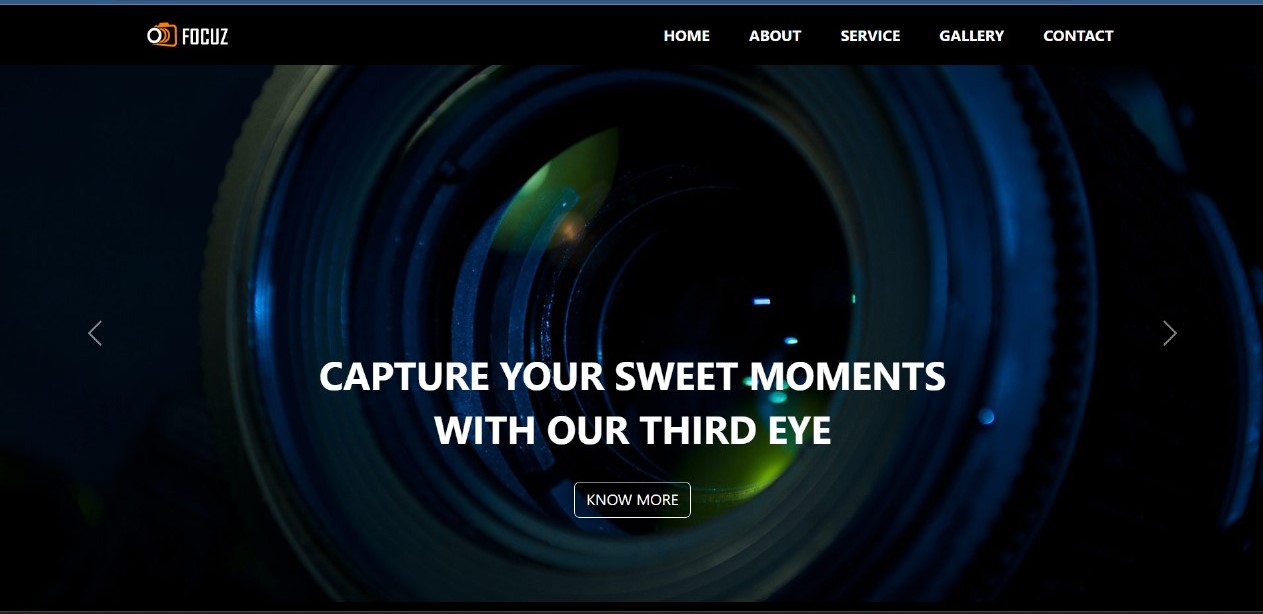 FOCUZ
HOME ABOUT SERVICE GALLERY CONTACT
CAPTURE YOUR SWEET MOMENTS
WITH OUR THIRD EYE
KNOW MORE